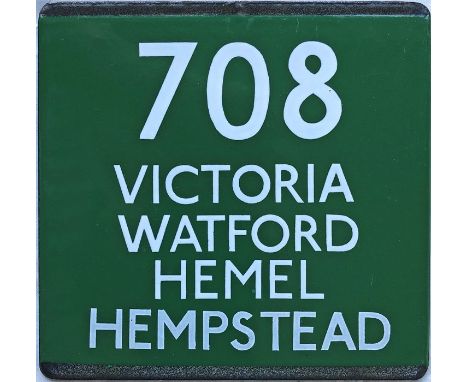 708
VICTORIA
WATFORD
HEMEL
HEMPSTEAD